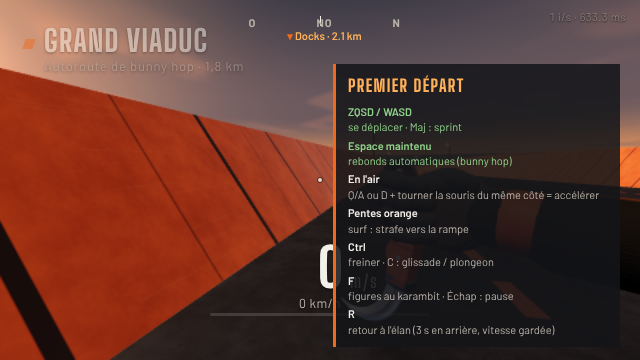 O NO N
▼Docks · 2.1 km
1 i/s · 633.3 ms
GRAND VIADUC
autoroute de bunny hop · 1,8 km
PREMIER DÉPART
ZQSD / WASD
se déplacer · Maj : sprint
Espace maintenu
rebonds automatiques (bunny hop)
En l'air
Q/A ou D + tourner la souris du même côté = accélérer
Pentes orange
surf : strafe vers la rampe
Ctrl
freiner · C : glissade / plongeon
F
figures au karambit · Échap : pause
R
retour à l'élan (3 s en arrière, vitesse gardée)
0 m/s
0 km/